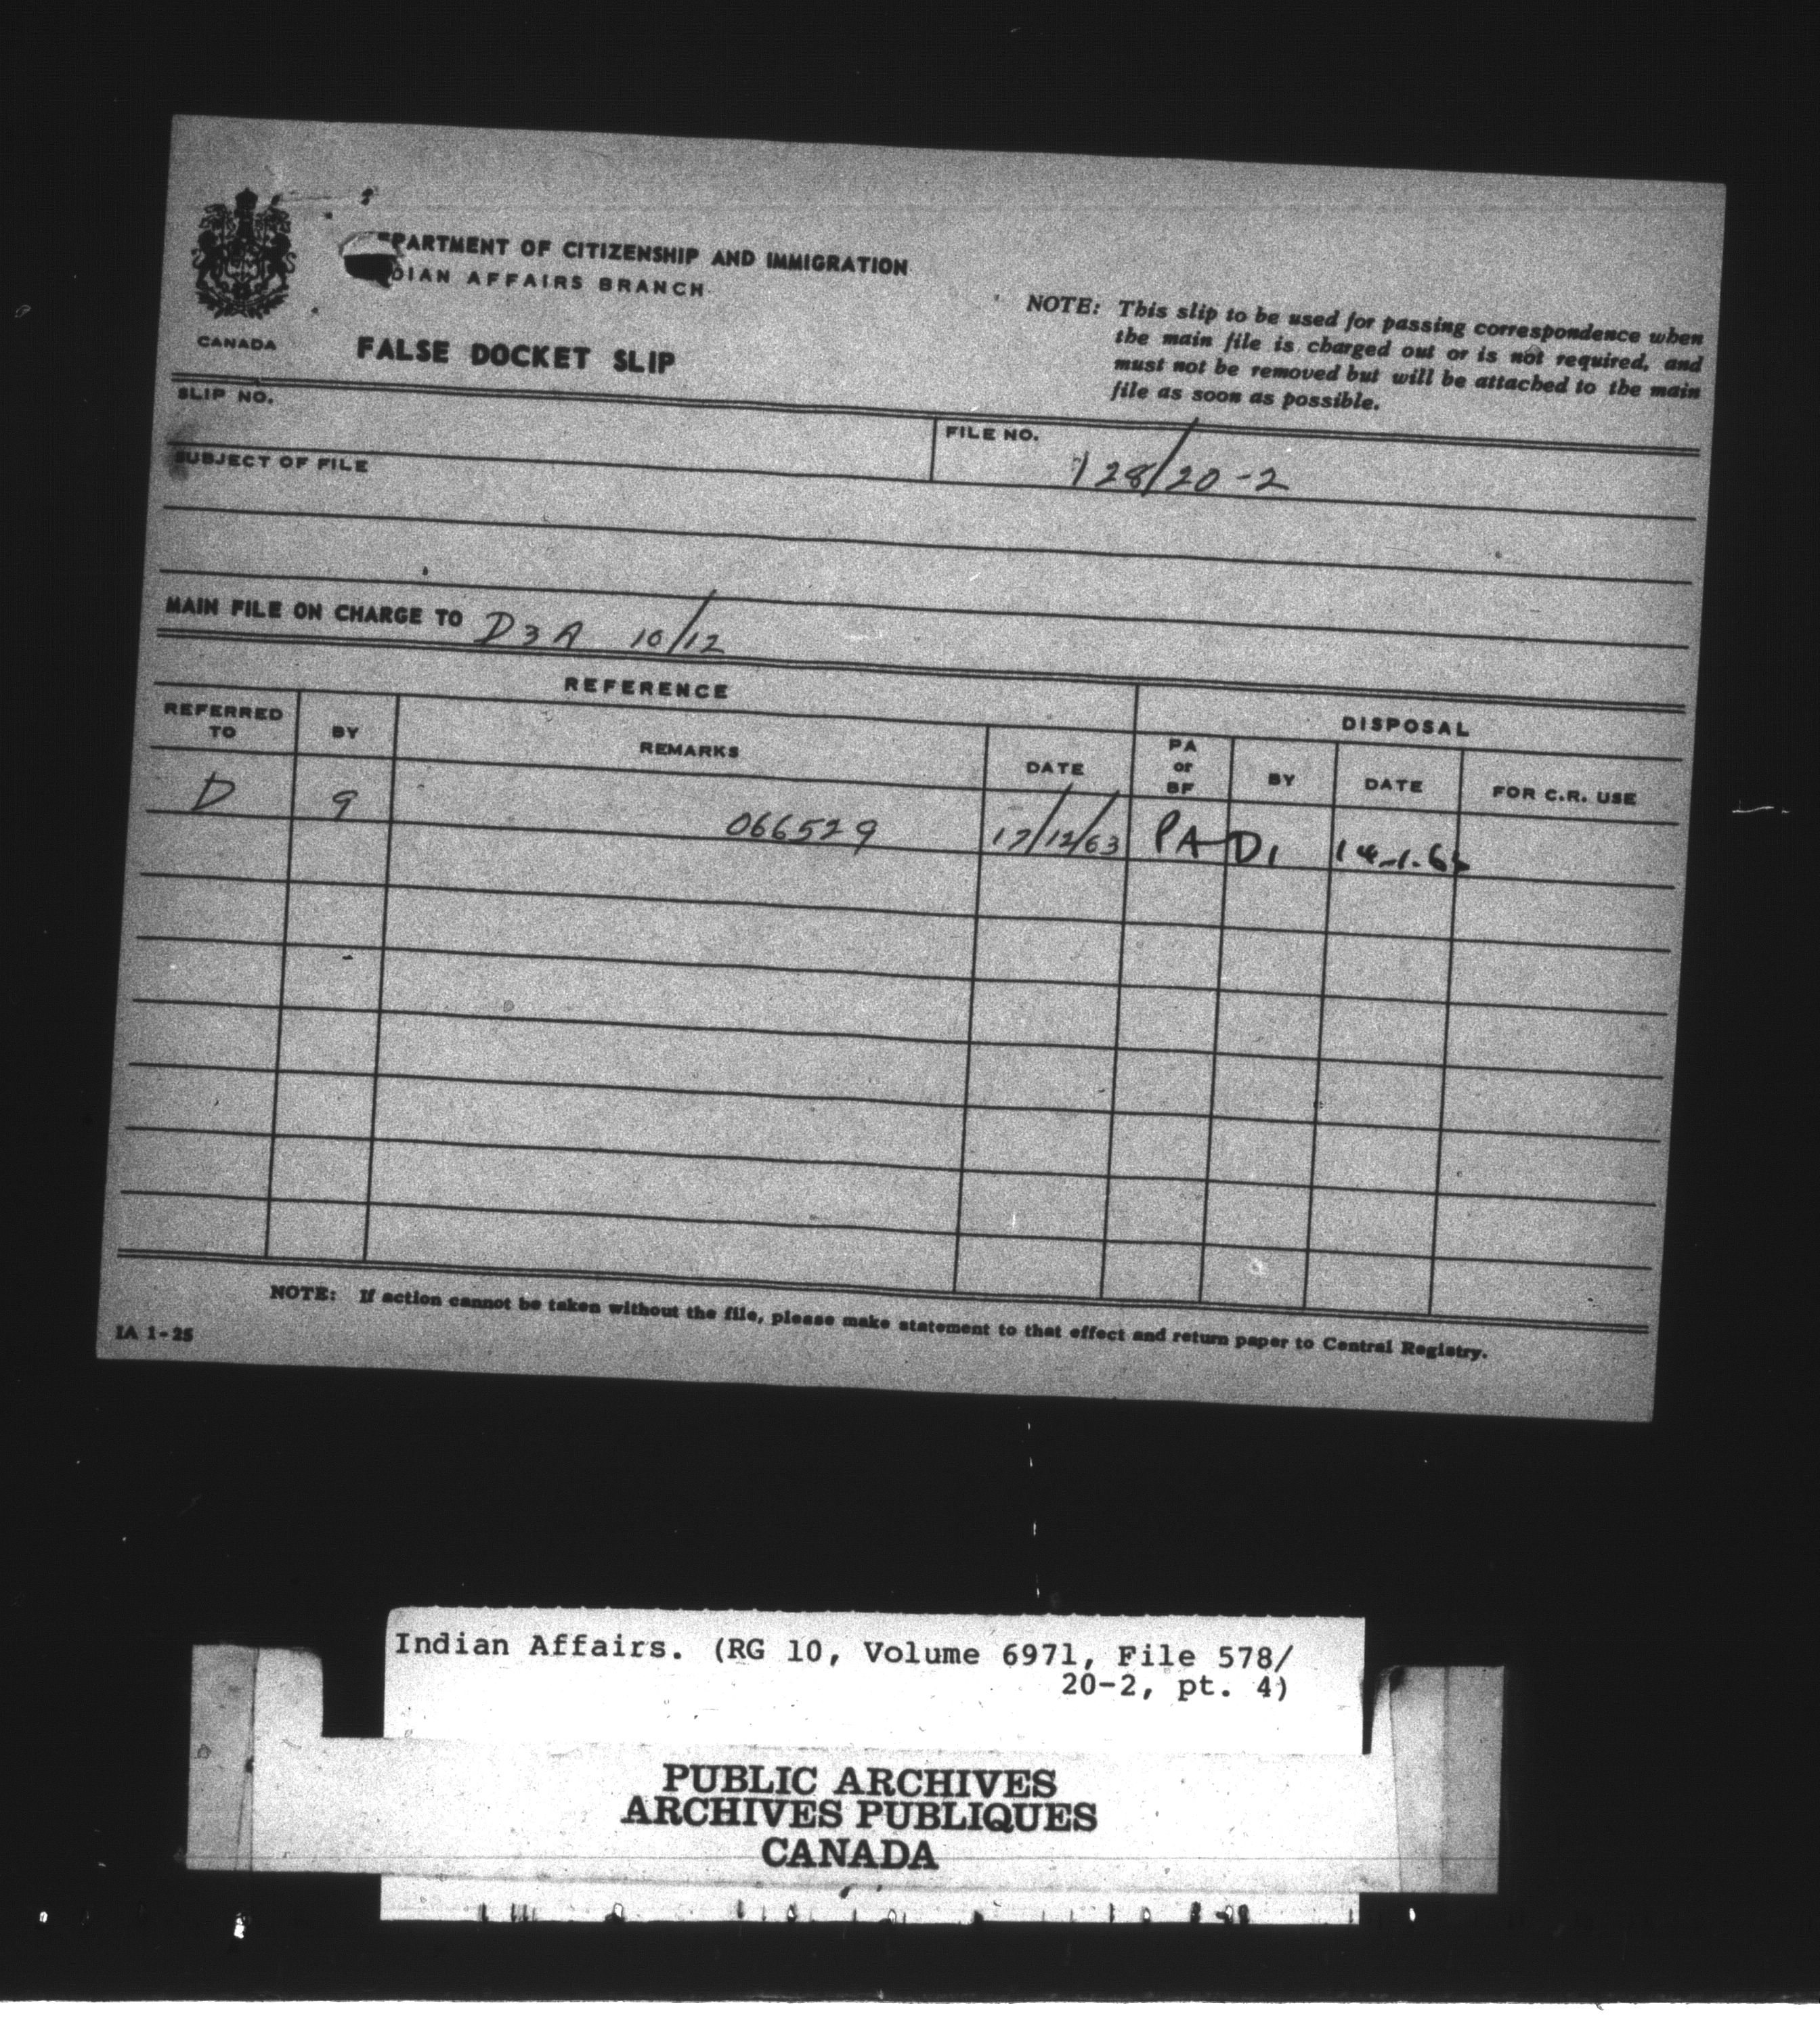 EPARTMENT OF CITIZENSHIP AND IMMIGRATION
DIAN AFFAIRS BRANCH
CANADA
FALSE DOCKET SLIP
NOTE: This slip to be used for passing correspondence when
the main file is charged out or is not required, and
must not be removed but will be attached to the main
file as soon as possible.
SLIP NO.
FILE NO. 128/20-2
SUBJECT OF FILE
MAIN FILE ON CHARGE TO D3A 10/12
REFERENCE
DISPOSAL
REFERRED TO BY REMARKS DATE PA or BF BY DATE FOR C.R. USE
D 9 066529 17/12/63 PA D1
NOTE: If action cannot be taken without the file, please make statement to that effect and return paper to Central Registry.
IA 1-25
Indian Affairs. (RG 10, Volume 6971, File 578/
20-2, pt. 4)
PUBLIC ARCHIVES
ARCHIVES PUBLIQUES
CANADA